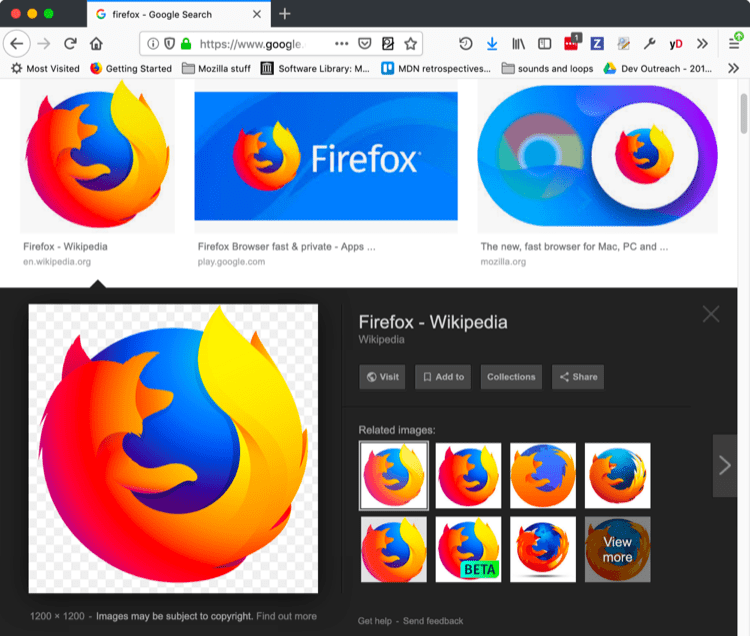 firefox - Google Search
https://www.google.
1
Z
yD
Most Visited
Getting Started
Mozilla stuff
Software Library: M...
MDN retrospectives...
sounds and loops
Dev Outreach - 201...
Firefox
Firefox - Wikipedia
en.wikipedia.org
Firefox Browser fast & private - Apps ...
play.google.com
The new, fast browser for Mac, PC and ...
mozilla.org
Firefox - Wikipedia
Wikipedia
Visit
Add to
Collections
Share
Related images:
BETA
View
more
1200 × 1200 - Images may be subject to copyright. Find out more
Get help - Send feedback